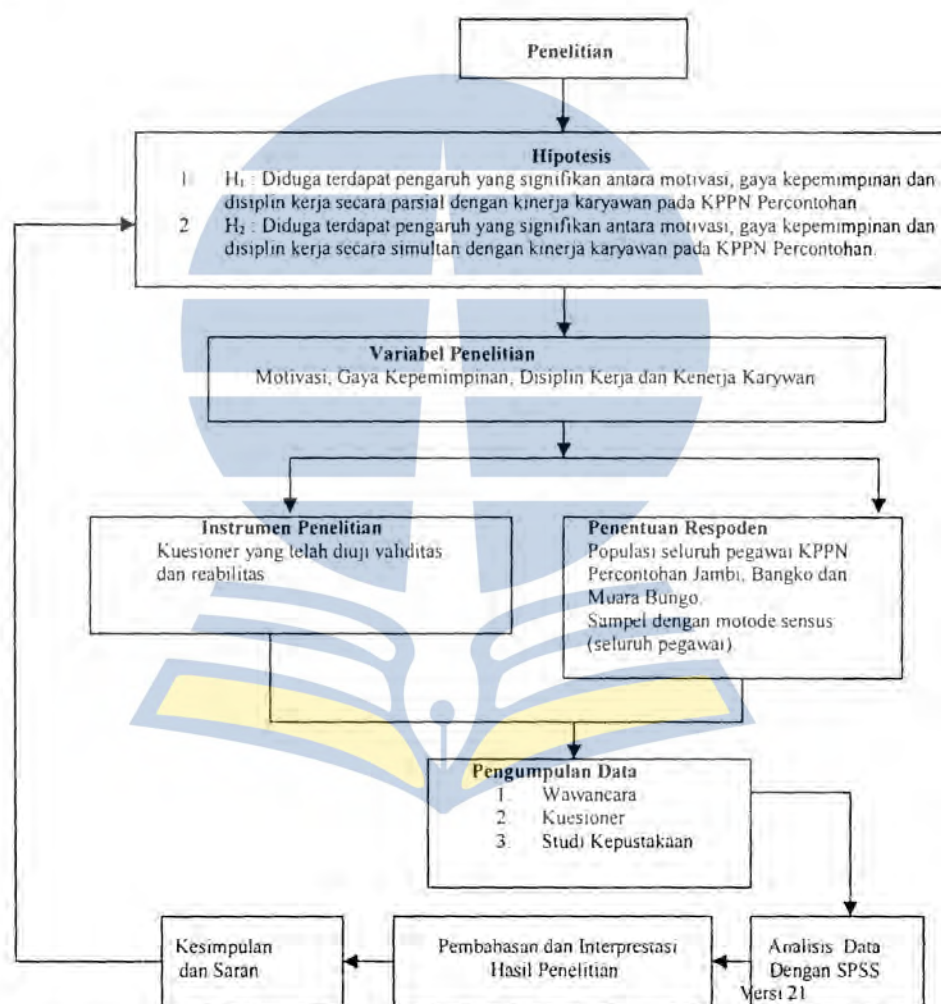 Penelitian
Hipotesis
1. H₁ : Diduga terdapat pengaruh yang signifikan antara motivasi, gaya kepemimpinan dan
disiplin kerja secara parsial dengan kinerja karyawan pada KPPN Percontohan
2 H₂ : Diduga terdapat pengaruh yang signifikan antara motivasi, gaya kepemimpinan dan
disiplin kerja secara simultan dengan kinerja karyawan pada KPPN Percontohan.
Variabel Penelitian
Motivasi, Gaya Kepemimpinan, Disiplin Kerja dan Kenerja Karywan
Instrumen Penelitian
Kuesioner yang telah diuji validitas
dan reabilitas
Penentuan Respoden
Populasi seluruh pegawai KPPN
Percontohan Jambi, Bangko dan
Muara Bungo.
Sampel dengan motode sensus
(seluruh pegawai)
Pengumpulan Data
1. Wawancara
2. Kuesioner
3. Studi Kepustakaan
Analisis Data
Dengan SPSS
Versi 21
Pembahasan dan Interprestasi
Hasil Penelitian
Kesimpulan
dan Saran